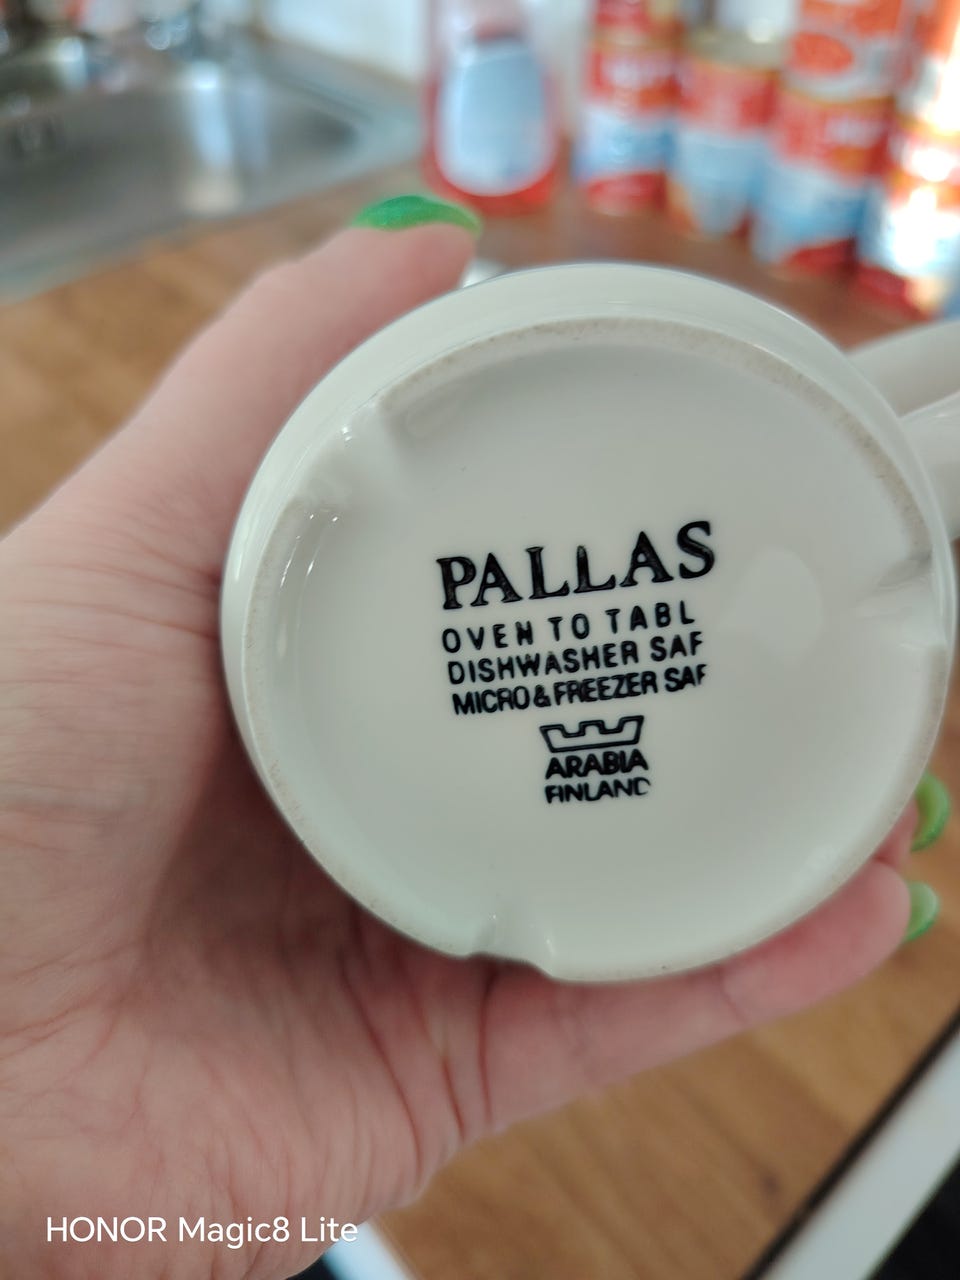 PALLAS
OVEN TO TABL
DISHWASHER SAF
MICRO & FREEZER SAF
ARABIA
FINLAND
HONOR Magic8 Lite